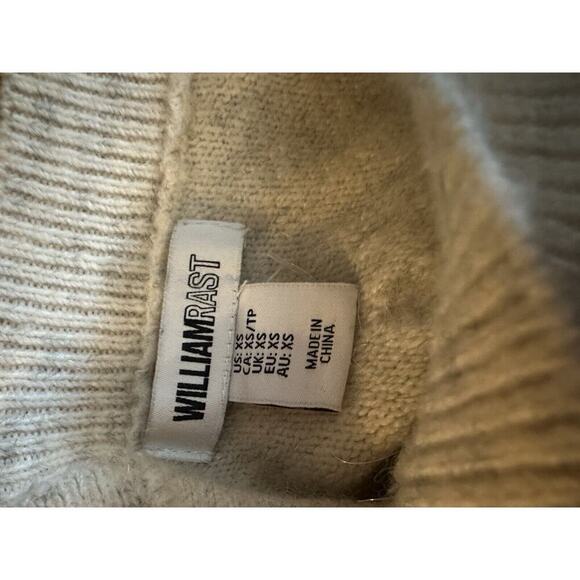 WILLIAMRAST
US: XS
CA: XS/TP
UK: XS
EU: XS
AU: XS
MADE IN
CHINA